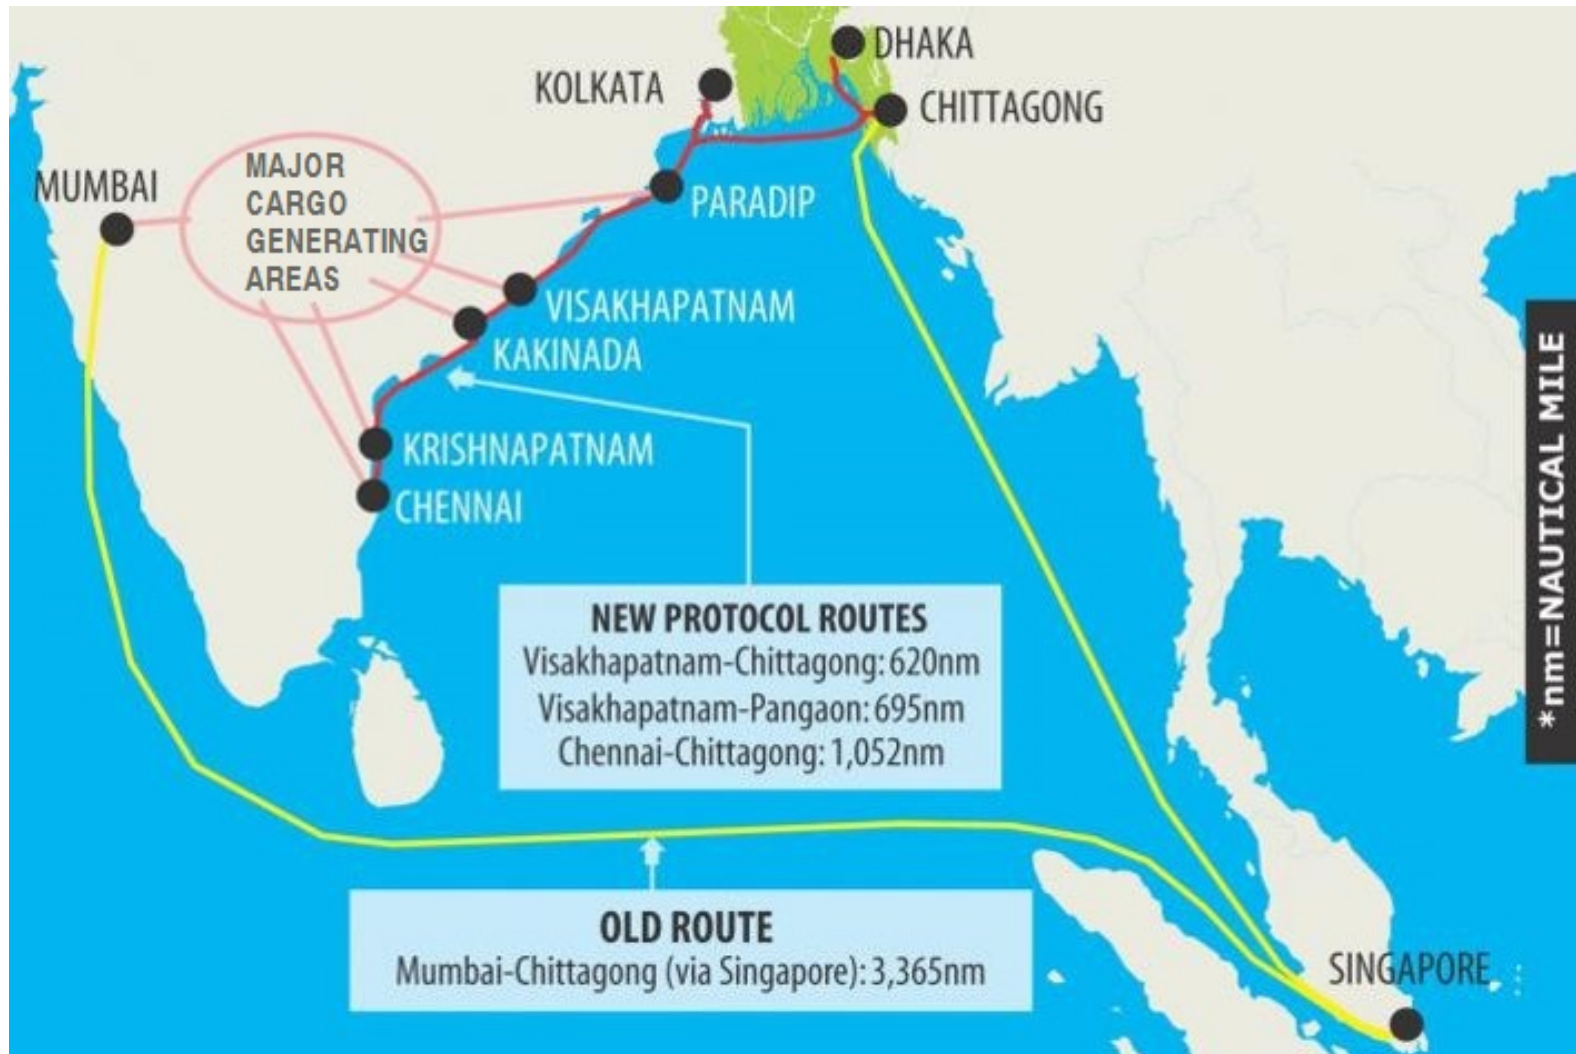 DHAKA
KOLKATA
CHITTAGONG
MUMBAI
MAJOR
CARGO
GENERATING
AREAS
PARADIP
VISAKHAPATNAM
KAKINADA
KRISHNAPATNAM
CHENNAI
*nm=NAUTICAL MILE
NEW PROTOCOL ROUTES
Visakhapatnam-Chittagong: 620nm
Visakhapatnam-Pangaon: 695nm
Chennai-Chittagong: 1,052nm
OLD ROUTE
Mumbai-Chittagong (via Singapore): 3,365nm
SINGAPORE